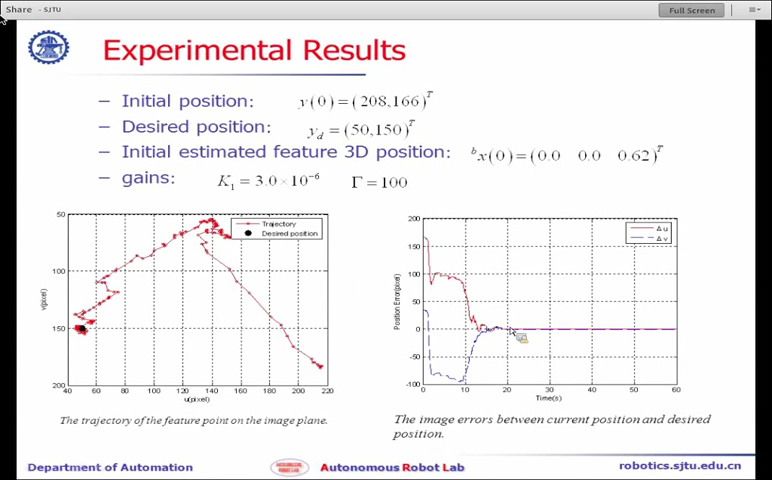 Share - SJTU
Full Screen
Experimental Results
– Initial position: y(0) = (208,166)^T
– Desired position: y_d = (50,150)^T
– Initial estimated feature 3D position: ^b x(0) = (0.0 0.0 0.62)^T
– gains: K_1 = 3.0×10^-6 Γ = 100
Trajectory
Desired position
50
100
150
200
v(pixel)
40 60 80 100 120 140 160 180 200 220
u(pixel)
The trajectory of the feature point on the image plane.
Δu
Δv
200
150
100
50
0
-50
-100
Position Error(pixel)
0 10 20 30 40 50 60
Time(s)
The image errors between current position and desired
position.
Department of Automation
Autonomous Robot Lab
robotics.sjtu.edu.cn